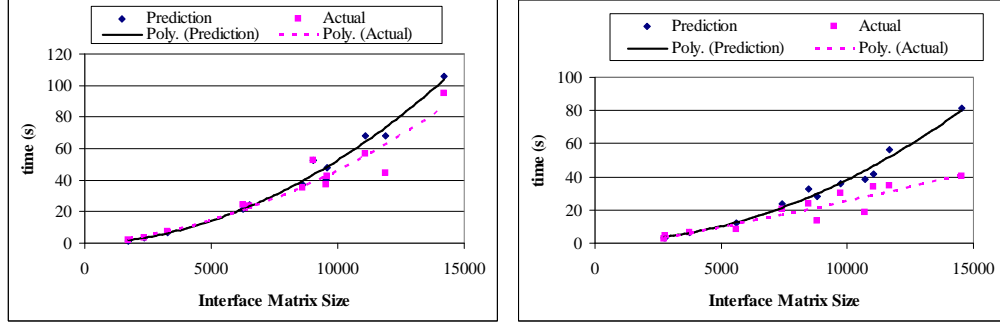 Prediction Actual
Poly. (Prediction) Poly. (Actual)
120
100
80
60
40
20
0
time (s)
0 5000 10000 15000
Interface Matrix Size
Prediction Actual
Poly. (Prediction) Poly. (Actual)
100
80
60
40
20
0
time (s)
0 5000 10000 15000
Interface Matrix Size